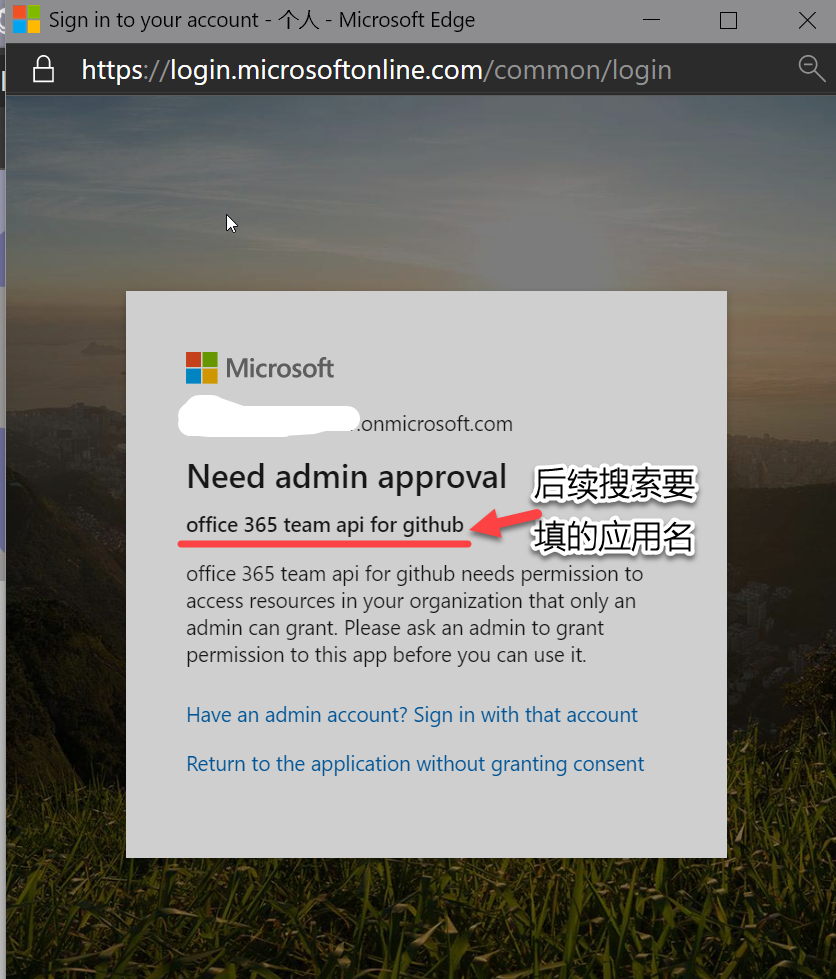 Sign in to your account - 个人 - Microsoft Edge
https://login.microsoftonline.com/common/login
Microsoft
.onmicrosoft.com
Need admin approval
后续搜索要
填的应用名
office 365 team api for github
office 365 team api for github needs permission to
access resources in your organization that only an
admin can grant. Please ask an admin to grant
permission to this app before you can use it.
Have an admin account? Sign in with that account
Return to the application without granting consent